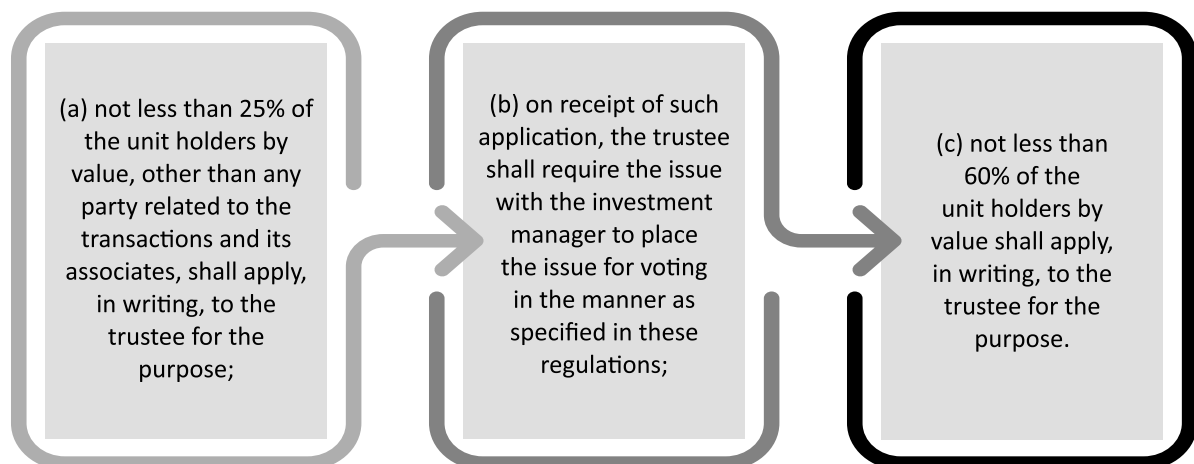 (a) not less than 25% of
the unit holders by
value, other than any
party related to the
transactions and its
associates, shall apply,
in writing, to the
trustee for the
purpose;
(b) on receipt of such
application, the trustee
shall require the issue
with the investment
manager to place
the issue for voting
in the manner as
specified in these
regulations;
(c) not less than
60% of the
unit holders by
value shall apply,
in writing, to the
trustee for the
purpose.